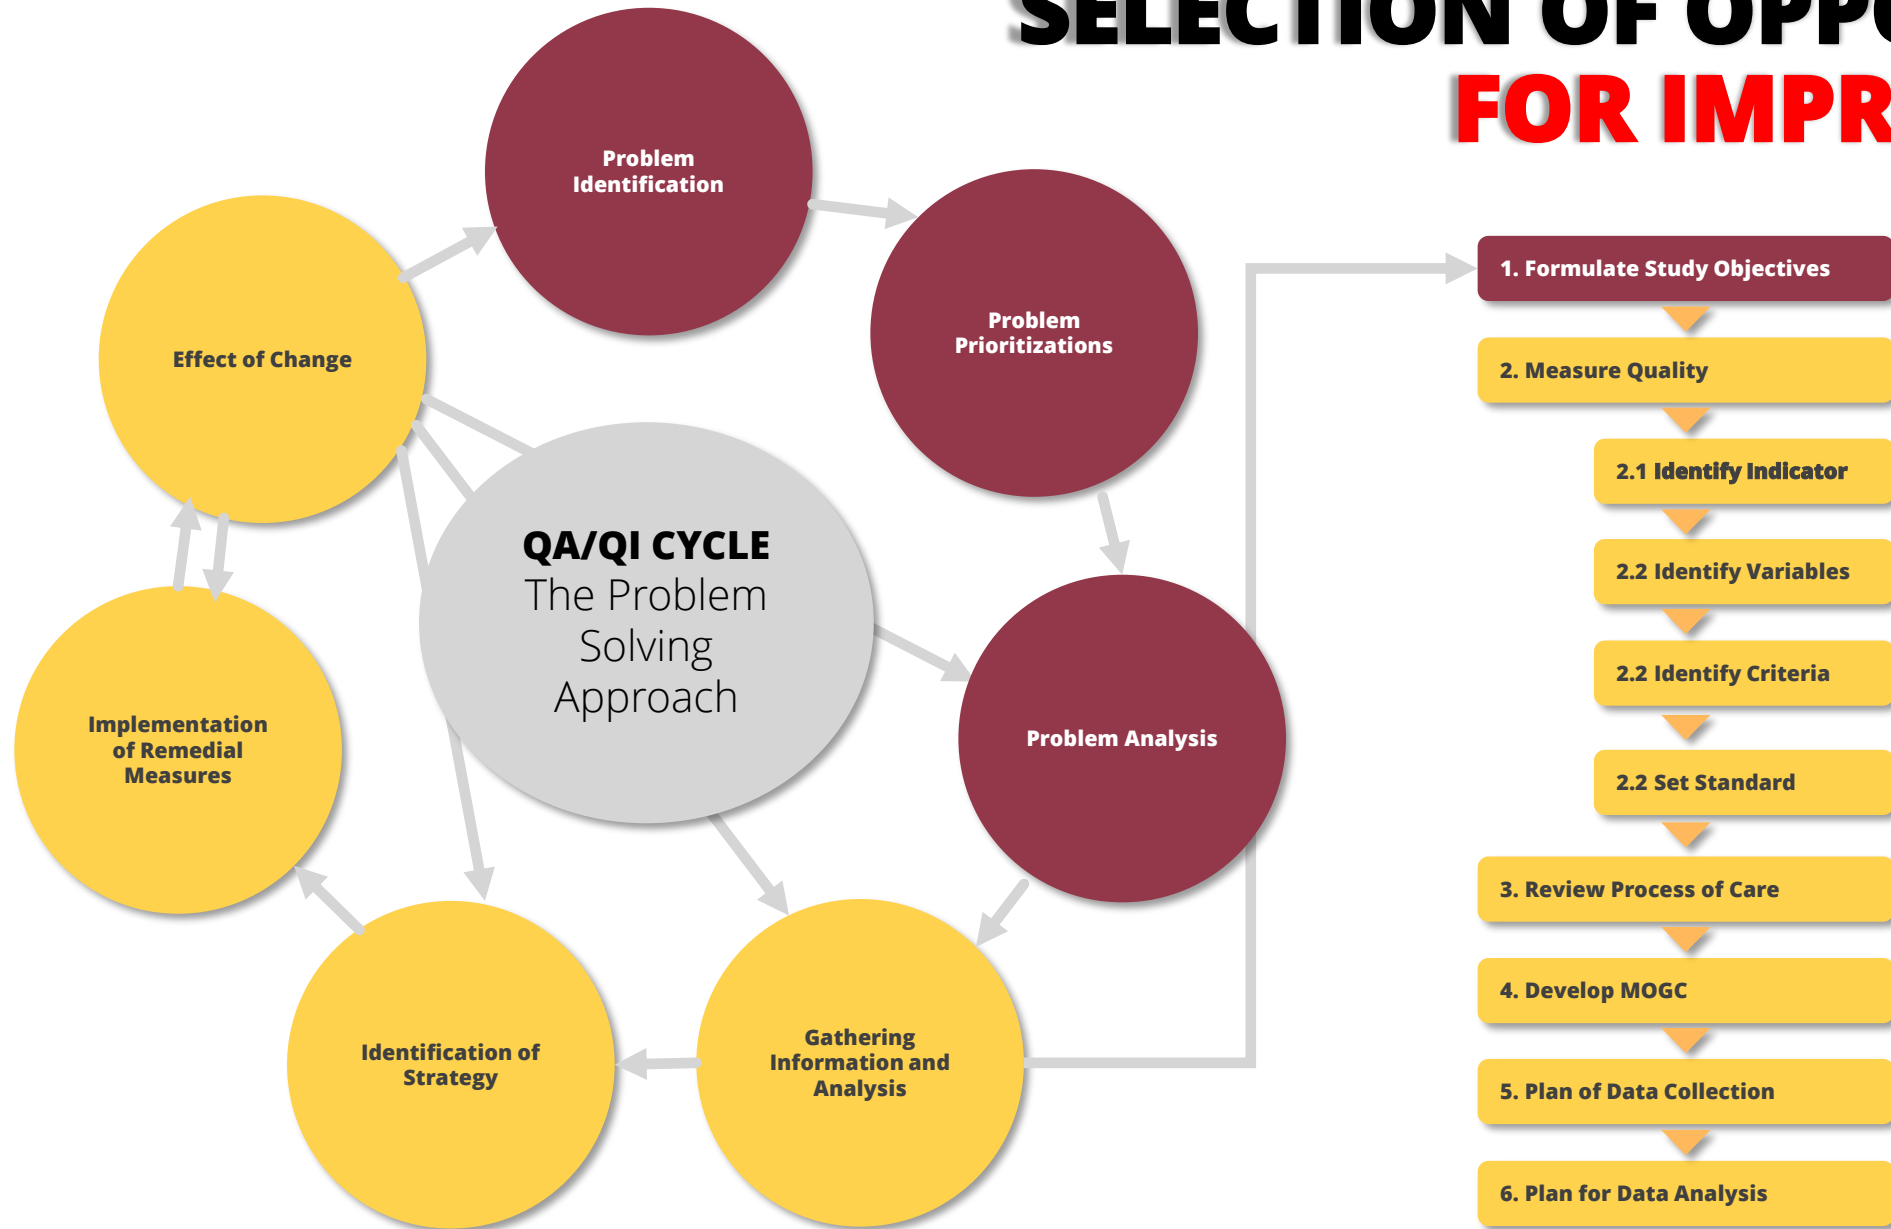 SELECTION OF
FOR
Problem
Identification
Problem
Prioritizations
Effect of Change
QA/QI CYCLE
The Problem
Solving
Approach
Problem Analysis
Implementation
of Remedial
Measures
Identification of
Strategy
Gathering
Information and
Analysis
1. Formulate Study Objectives
2. Measure Quality
2.1 Identify Indicator
2.2 Identify Variables
2.2 Identify Criteria
2.2 Set Standard
3. Review Process of Care
4. Develop MOGC
5. Plan of Data Collection
6. Plan for Data Analysis